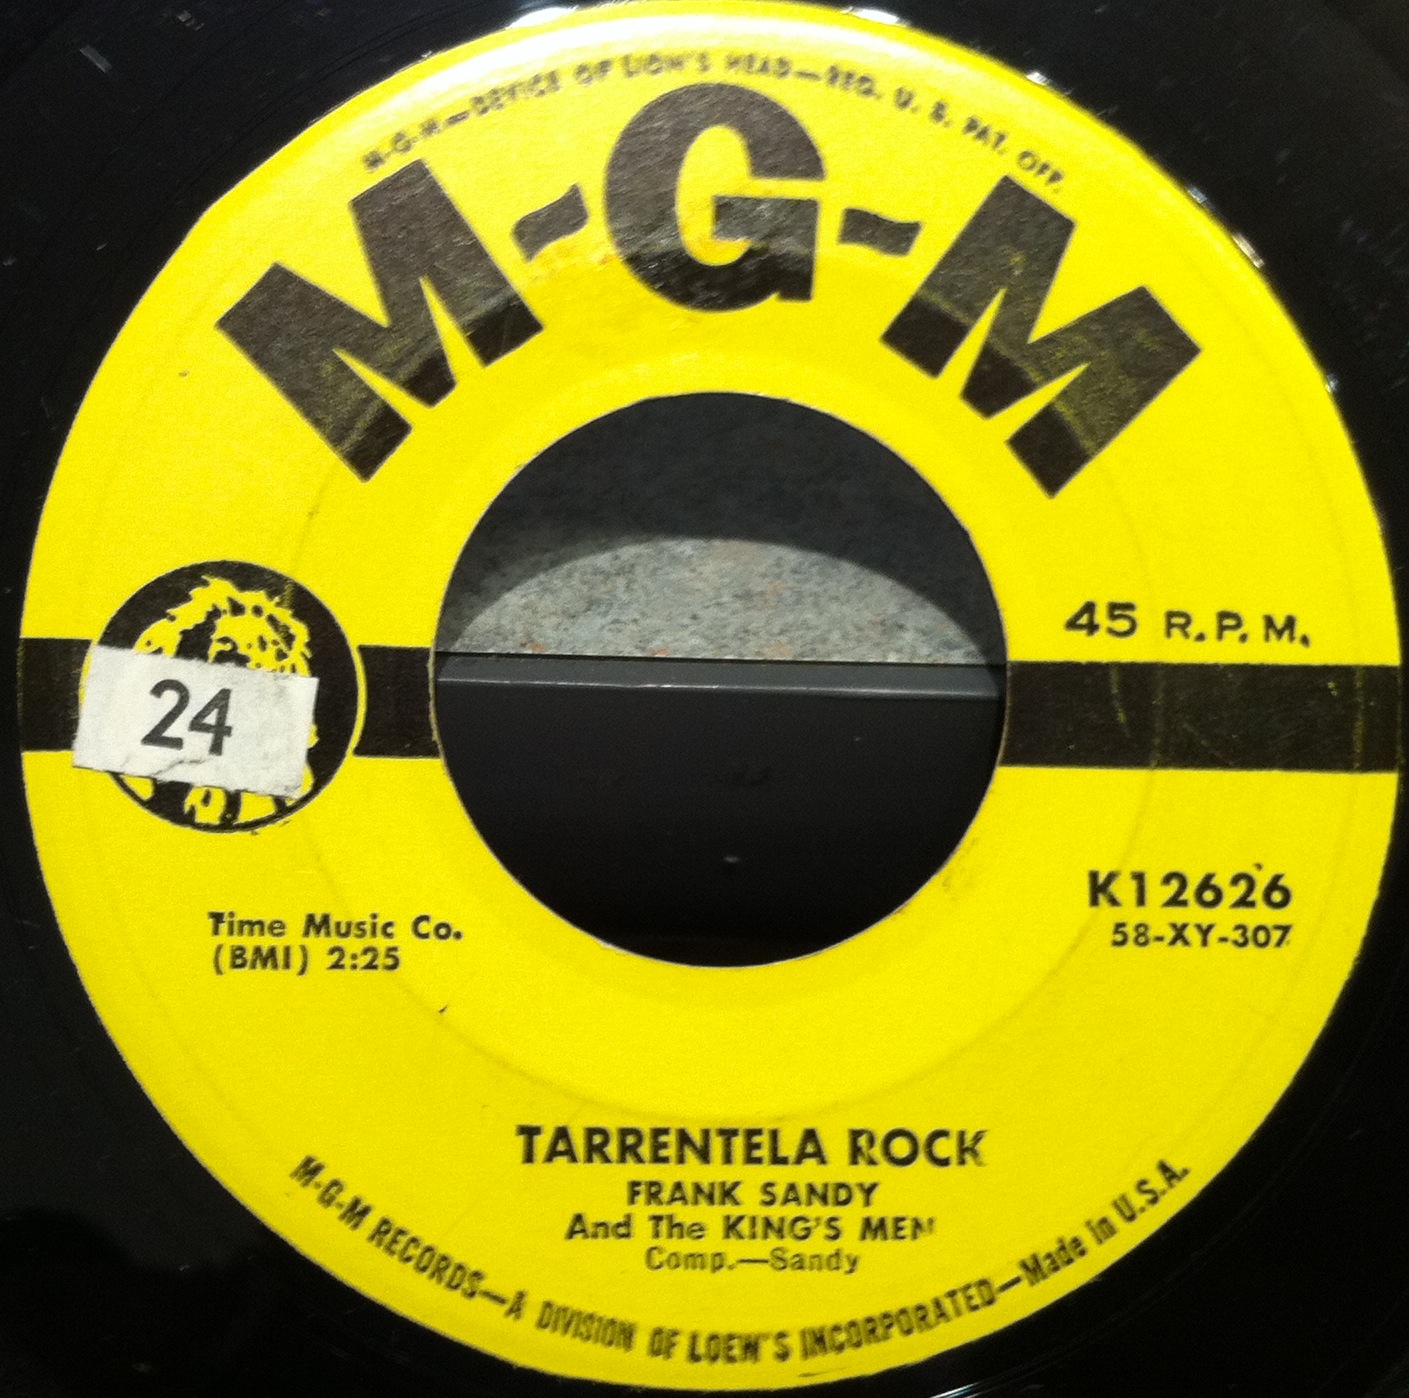 M-G-M—DEVICE OF LION'S HEAD—REG. U. S. PAT. OFF.
M-G-M
45 R.P.M.
24
K12626
58-XY-307
Time Music Co.
(BMI) 2:25
TARRENTELA ROCK
FRANK SANDY
And The KING'S MEN
Comp.—Sandy
M-G-M RECORDS—A DIVISION OF LOEW'S INCORPORATED—Made in U.S.A.